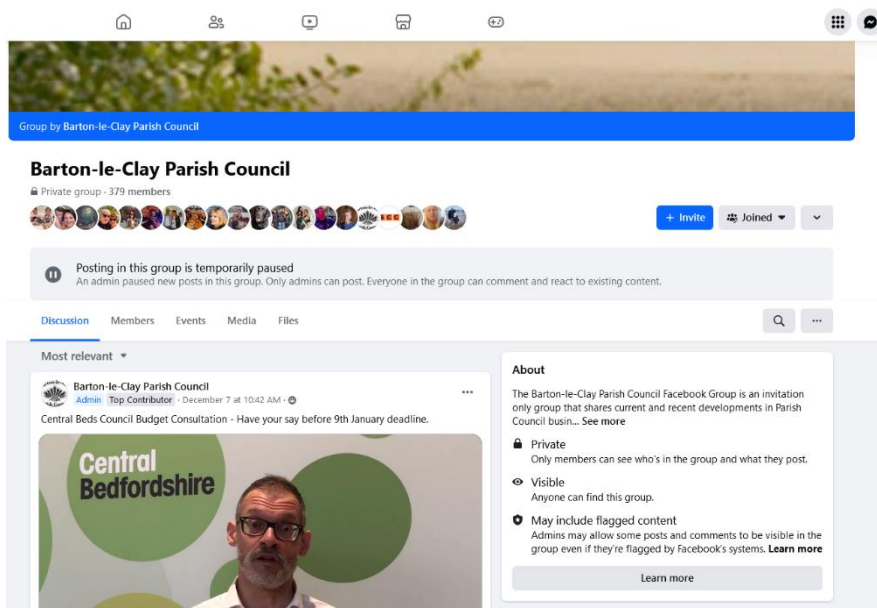 Group by Barton-le-Clay Parish Council
Barton-le-Clay Parish Council
Private group · 379 members
+ Invite
Joined
Posting in this group is temporarily paused
An admin paused new posts in this group. Only admins can post. Everyone in the group can comment and react to existing content.
Discussion Members Events Media Files
Most relevant
Barton-le-Clay Parish Council
Admin Top Contributor · December 7 at 10:42 AM ·
Central Beds Council Budget Consultation - Have your say before 9th January deadline.
Central
Bedfordshire
About
The Barton-le-Clay Parish Council Facebook Group is an invitation
only group that shares current and recent developments in Parish
Council busin... See more
Private
Only members can see who's in the group and what they post.
Visible
Anyone can find this group.
May include flagged content
Admins may allow some posts and comments to be visible in the
group even if they're flagged by Facebook's systems. Learn more
Learn more